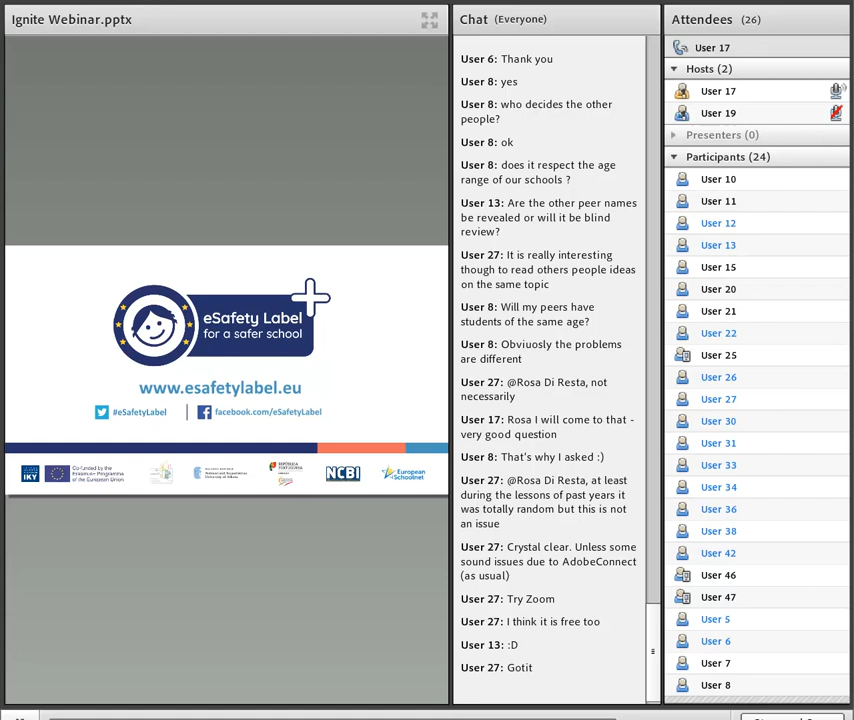 Ignite Webinar.pptx
eSafety Label
for a safer school
www.esafetylabel.eu
#eSafetyLabel
facebook.com/eSafetyLabel
IKY
Co-funded by the
Erasmus+ Programme
of the European Union
NCBI
European
Schoolnet
Chat (Everyone)
User 6: Thank you
User 8: yes
User 8: who decides the other
people?
User 8: ok
User 8: does it respect the age
range of our schools ?
User 13: Are the other peer names
be revealed or will it be blind
review?
User 27: It is really interesting
though to read others people ideas
on the same topic
User 8: Will my peers have
students of the same age?
User 8: Obviuosly the problems
are different
User 27: @Rosa Di Resta, not
necessarily
User 17: Rosa I will come to that -
very good question
User 8: That's why I asked :)
User 27: @Rosa Di Resta, at least
during the lessons of past years it
was totally random but this is not
an issue
User 27: Crystal clear. Unless some
sound issues due to AdobeConnect
(as usual)
User 27: Try Zoom
User 27: I think it is free too
User 13: :D
User 27: Gotit
Attendees (26)
User 17
Hosts (2)
User 17
User 19
Presenters (0)
Participants (24)
User 10
User 11
User 12
User 13
User 15
User 20
User 21
User 22
User 25
User 26
User 27
User 30
User 31
User 33
User 34
User 36
User 38
User 42
User 46
User 47
User 5
User 6
User 7
User 8